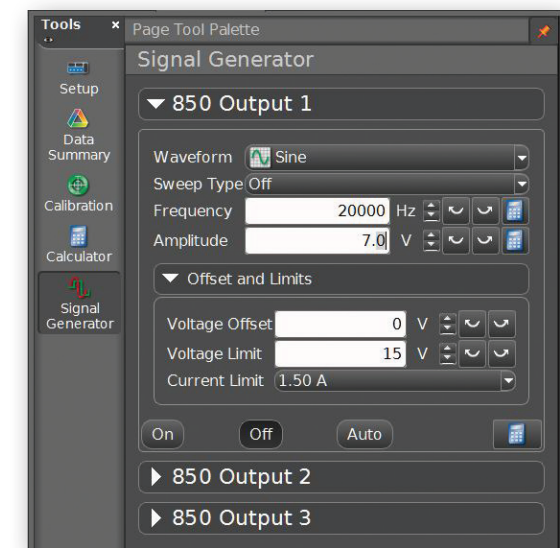 Tools × Page Tool Palette
Signal Generator
Setup
Data
Summary
Calibration
Calculator
Signal
Generator
850 Output 1
Waveform Sine
Sweep Type Off
Frequency 20000 Hz
Amplitude 7.0 V
Offset and Limits
Voltage Offset 0 V
Voltage Limit 15 V
Current Limit 1.50 A
On Off Auto
850 Output 2
850 Output 3